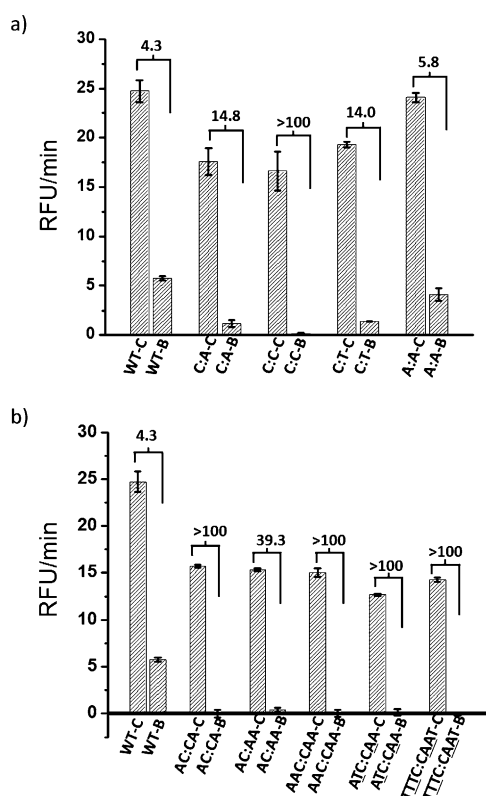 a)
4.3
14.8
>100
14.0
5.8
30
25
20
15
10
5
0
RFU/min
WT-C
WT-B
C:A-C
C:A-B
C:C-C
C:C-B
C:T-C
C:T-B
A:A-C
A:A-B
b)
4.3
>100
39.3
>100
>100
>100
30
25
20
15
10
5
0
RFU/min
WT-C
WT-B
AC:CA-C
AC:CA-B
AC:AA-C
AC:AA-B
AAC:CAA-C
AAC:CAA-B
ATC:CAA-C
ATC:CAA-B
TTTC:CAAT-C
TTTC:CAAT-B